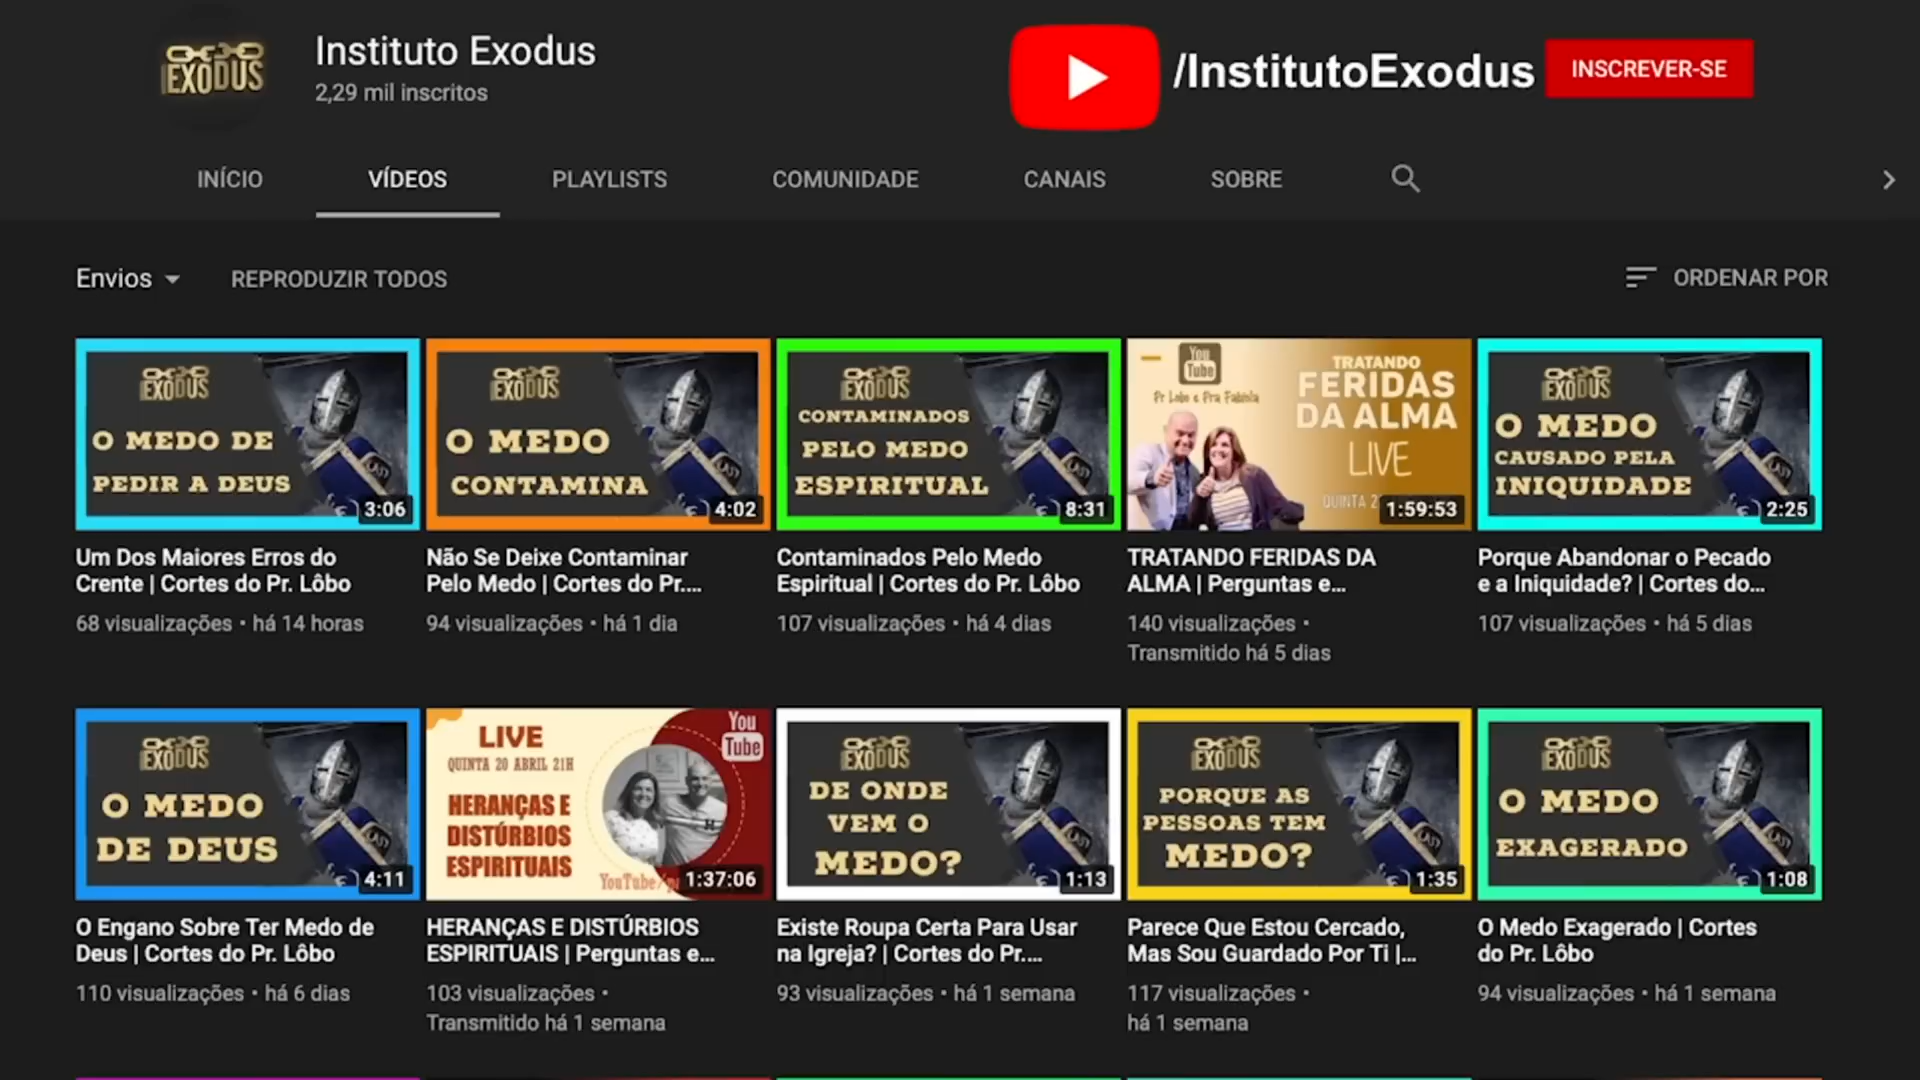 EXODUS
Instituto Exodus
2,29 mil inscritos
/InstitutoExodus
INSCREVER-SE
INÍCIO
VÍDEOS
PLAYLISTS
COMUNIDADE
CANAIS
SOBRE
Envios
REPRODUZIR TODOS
ORDENAR POR
EXODUS
O MEDO DE
PEDIR A DEUS
3:06
Um Dos Maiores Erros do
Crente | Cortes do Pr. Lôbo
68 visualizações • há 14 horas
EXODUS
O MEDO
CONTAMINA
4:02
Não Se Deixe Contaminar
Pelo Medo | Cortes do Pr....
94 visualizações • há 1 dia
EXODUS
CONTAMINADOS
PELO MEDO
ESPIRITUAL
8:31
Contaminados Pelo Medo
Espiritual | Cortes do Pr. Lôbo
107 visualizações • há 4 dias
You
Tube
Pr Lobo e Pra Fabiola
TRATANDO
FERIDAS
DA ALMA
LIVE
QUINTA 2
1:59:53
TRATANDO FERIDAS DA
ALMA | Perguntas e...
140 visualizações •
Transmitido há 5 dias
EXODUS
O MEDO
CAUSADO PELA
INIQUIDADE
2:25
Porque Abandonar o Pecado
e a Iniquidade? | Cortes do...
107 visualizações • há 5 dias
EXODUS
O MEDO
DE DEUS
4:11
O Engano Sobre Ter Medo de
Deus | Cortes do Pr. Lôbo
110 visualizações • há 6 dias
LIVE
QUINTA 20 ABRIL 21H
HERANÇAS E
DISTÚRBIOS
ESPIRITUAIS
You
Tube
YouTube/p
1:37:06
HERANÇAS E DISTÚRBIOS
ESPIRITUAIS | Perguntas e...
103 visualizações •
Transmitido há 1 semana
EXODUS
DE ONDE
VEM O
MEDO?
1:13
Existe Roupa Certa Para Usar
na Igreja? | Cortes do Pr....
93 visualizações • há 1 semana
EXODUS
PORQUE AS
PESSOAS TEM
MEDO?
1:35
Parece Que Estou Cercado,
Mas Sou Guardado Por Ti |...
117 visualizações •
há 1 semana
EXODUS
O MEDO
EXAGERADO
1:08
O Medo Exagerado | Cortes
do Pr. Lôbo
94 visualizações • há 1 semana